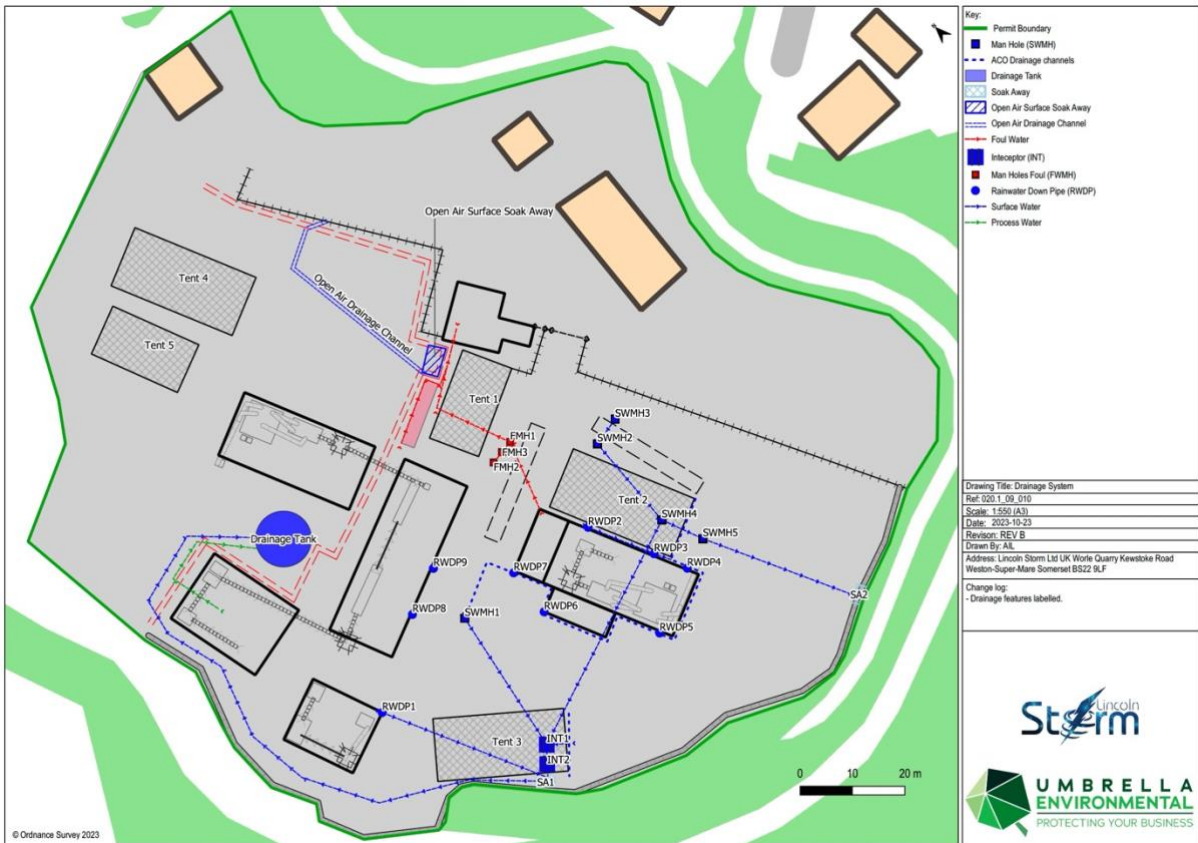 Open Air Surface Soak Away
Tent 4
Open Air Drainage Channel
Tent 5
Tent 1
SWMH3
FMH1
SWMH2
FMH3
FMH2
Tent 2
SWMH4
RWDP2
SWMH5
Drainage Tank
RWDP3
RWDP9
RWDP7
RWDP4
SA2
RWDP8
SWMH1
RWDP6
RWDP5
RWDP1
Tent 3
INT1
INT2
SA1
0 10 20 m
© Ordnance Survey 2023
Key:
Permit Boundary
Man Hole (SWMH)
ACO Drainage channels
Drainage Tank
Soak Away
Open Air Surface Soak Away
Open Air Drainage Channel
Foul Water
Inteceptor (INT)
Man Holes Foul (FWMH)
Rainwater Down Pipe (RWDP)
Surface Water
Process Water
Drawing Title: Drainage System
Ref: 020.1_09_010
Scale: 1:550 (A3)
Date: 2023-10-23
Revison: REV B
Drawn By: AIL
Address: Lincoln Storm Ltd UK Worle Quarry Kewstoke Road
Weston-Super-Mare Somerset BS22 9LF
Change log:
- Drainage features labelled.
Lincoln
Storm
UMBRELLA
ENVIRONMENTAL
PROTECTING YOUR BUSINESS